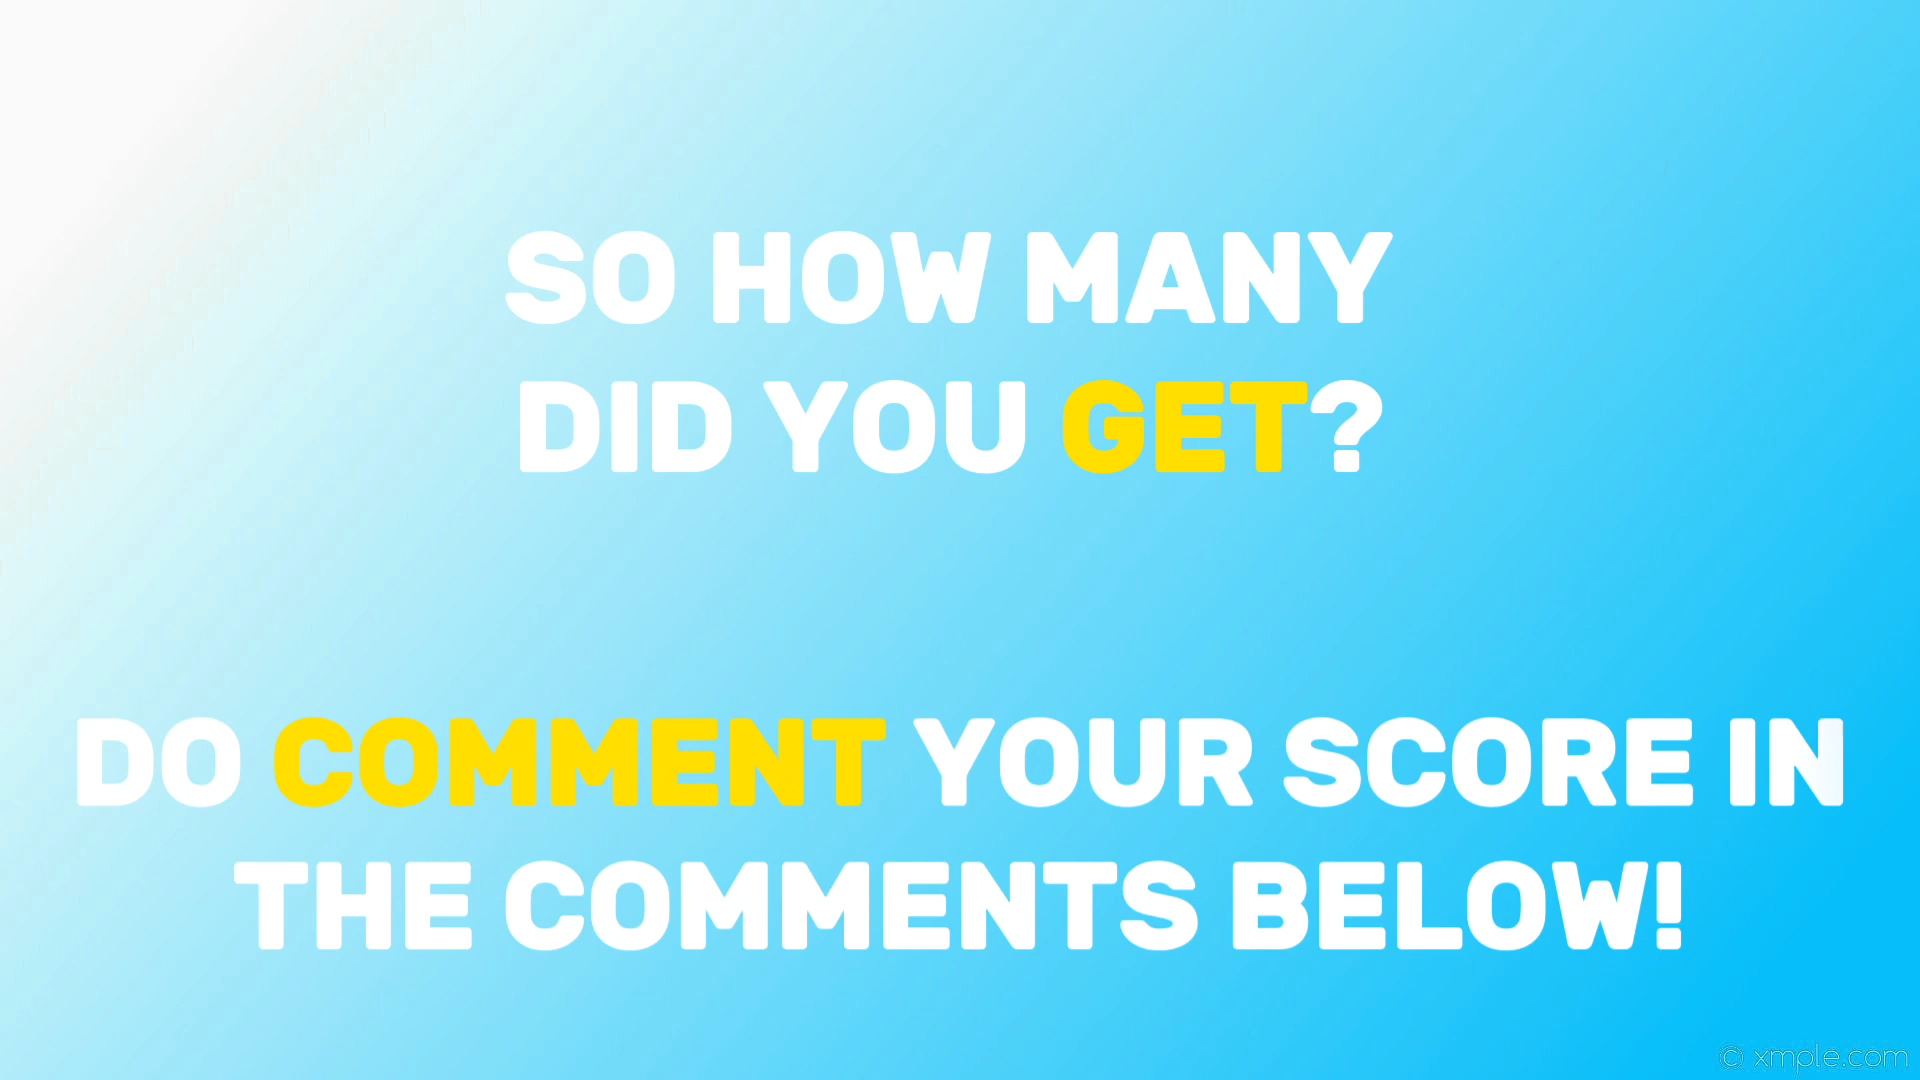 SO HOW MANY
DID YOU GET?
DO COMMENT YOUR SCORE IN
THE COMMENTS BELOW!
© xmple.com